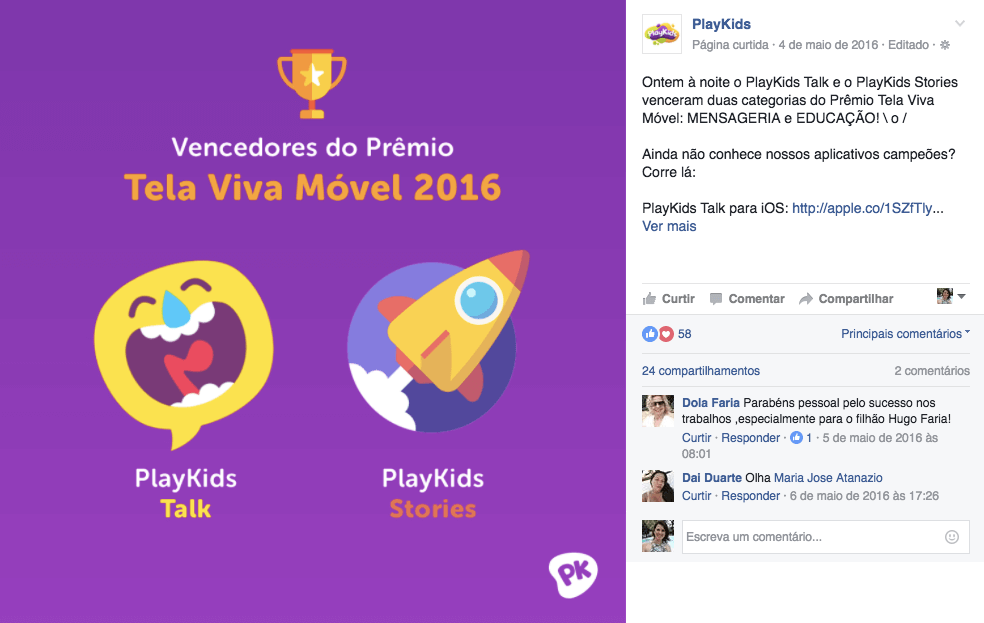 Vencedores do Prêmio
Tela Viva Móvel 2016
PlayKids
Talk
PlayKids
Stories
PK
PlayKids
PlayKids
Página curtida · 4 de maio de 2016 · Editado ·
Ontem à noite o PlayKids Talk e o PlayKids Stories
venceram duas categorias do Prêmio Tela Viva
Móvel: MENSAGERIA e EDUCAÇÃO! \ o /
Ainda não conhece nossos aplicativos campeões?
Corre lá:
PlayKids Talk para iOS: http://apple.co/1SZfTly...
Ver mais
Curtir Comentar Compartilhar
58 Principais comentários
24 compartilhamentos 2 comentários
Dola Faria Parabéns pessoal pelo sucesso nos
trabalhos ,especialmente para o filhão Hugo Faria!
Curtir · Responder · 1 · 5 de maio de 2016 às
08:01
Dai Duarte Olha Maria Jose Atanazio
Curtir · Responder · 6 de maio de 2016 às 17:26
Escreva um comentário...